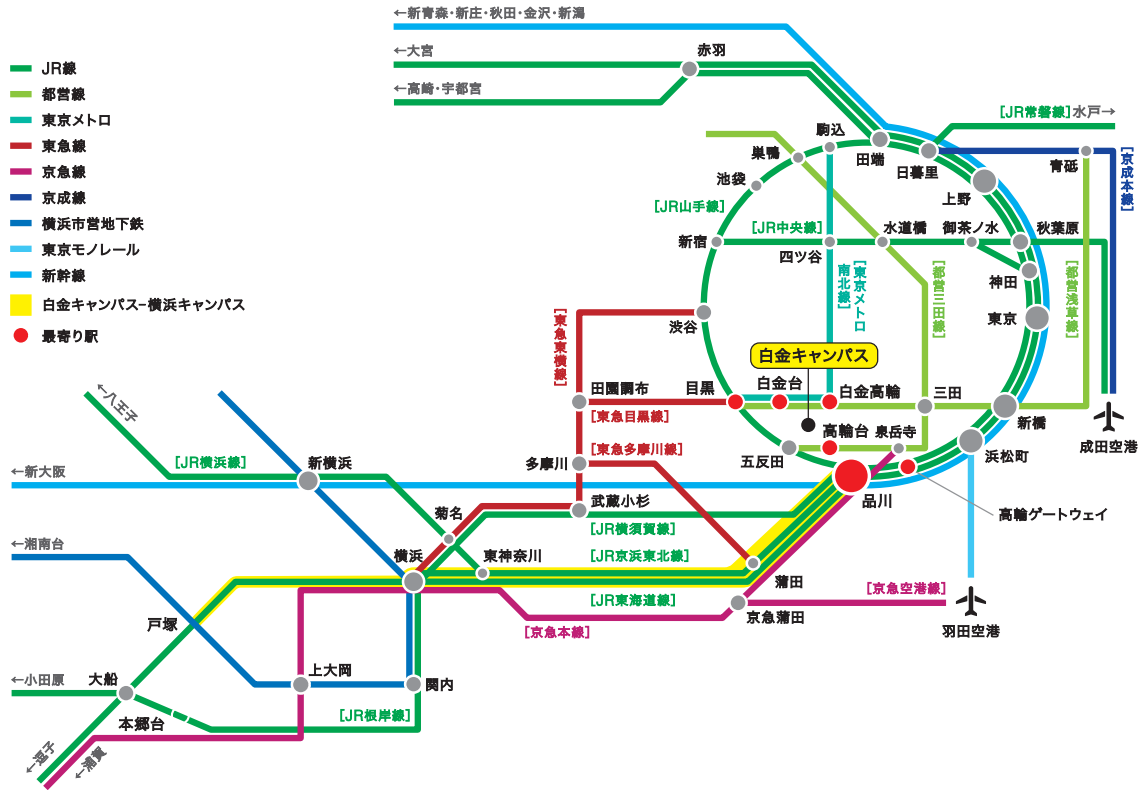 ←新青森・新庄・秋田・金沢・新潟
←大宮
←高崎・宇都宮
JR線
都営線
東京メトロ
東急線
京急線
京成線
横浜市営地下鉄
東京モノレール
新幹線
白金キャンパス−横浜キャンパス
最寄り駅
赤羽
[JR常磐線]水戸→
駒込
巣鴨
田端
日暮里
青砥
[京成本線]
池袋
上野
[JR山手線]
[JR中央線]
水道橋
御茶ノ水
秋葉原
新宿
四ツ谷
神田
[東京メトロ
南北線]
[都営三田線]
[都営浅草線]
東京
渋谷
[東急東横線]
白金キャンパス
田園調布
目黒
白金台
白金高輪
三田
新橋
成田空港
[東急目黒線]
高輪台
泉岳寺
浜松町
五反田
[東急多摩川線]
多摩川
←八王子
[JR横浜線]
新横浜
←新大阪
品川
高輪ゲートウェイ
武蔵小杉
菊名
[JR横須賀線]
←湘南台
横浜
東神奈川
[JR京浜東北線]
蒲田
[京急空港線]
[JR東海道線]
京急蒲田
羽田空港
[京急本線]
戸塚
←小田原
大船
上大岡
関内
本郷台
[JR根岸線]
←逗子
←浦賀